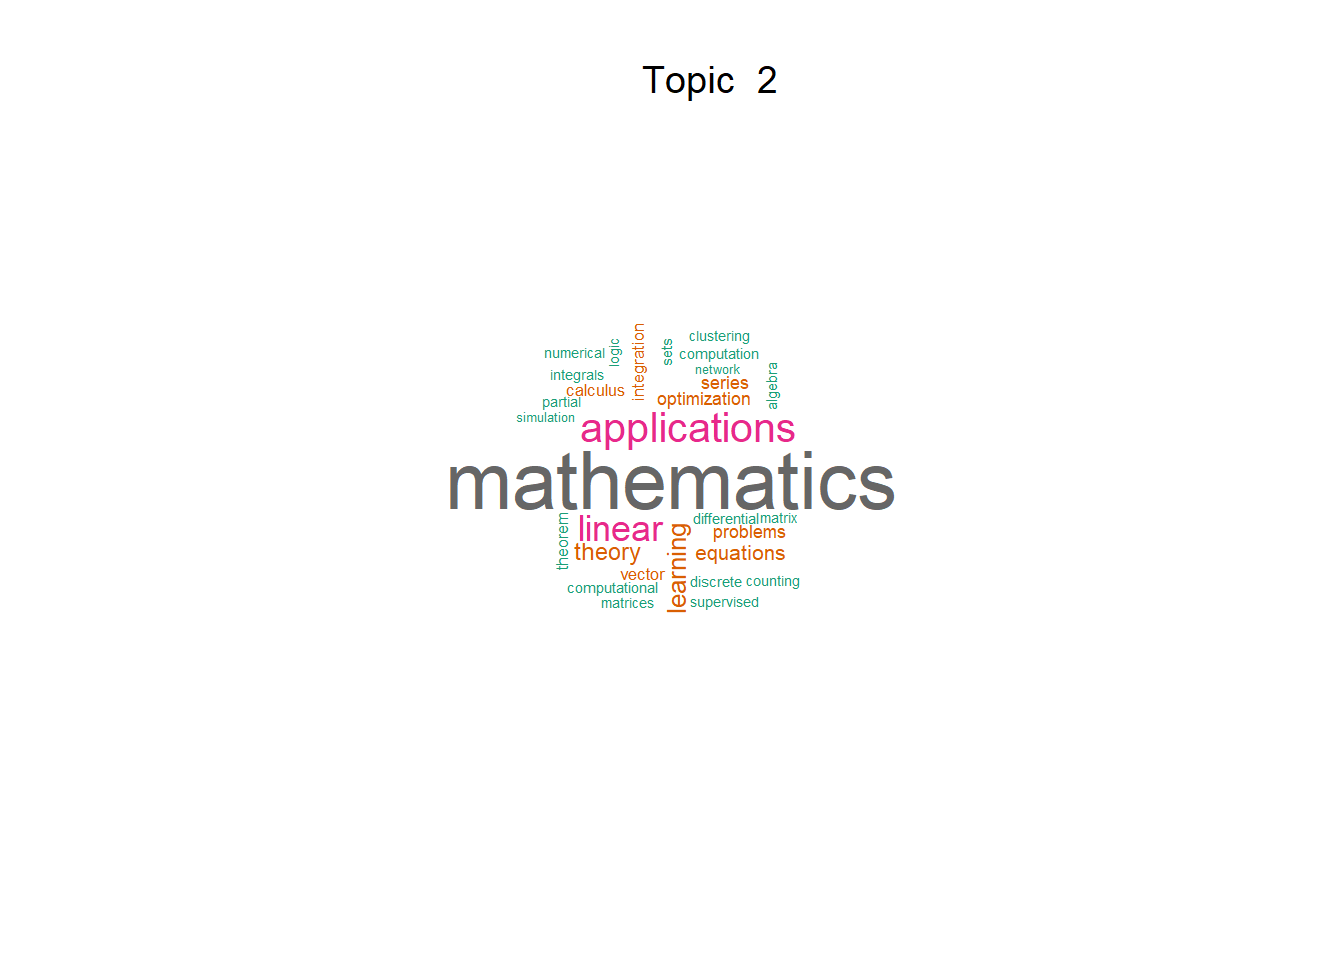 Topic 2
clustering
numerical
logic
integration
sets
computation
network
integrals
series
algebra
calculus
optimization
partial
simulation
applications
mathematics
theorem
linear
learning
differential
matrix
problems
theory
equations
vector
discrete
counting
computational
matrices
supervised